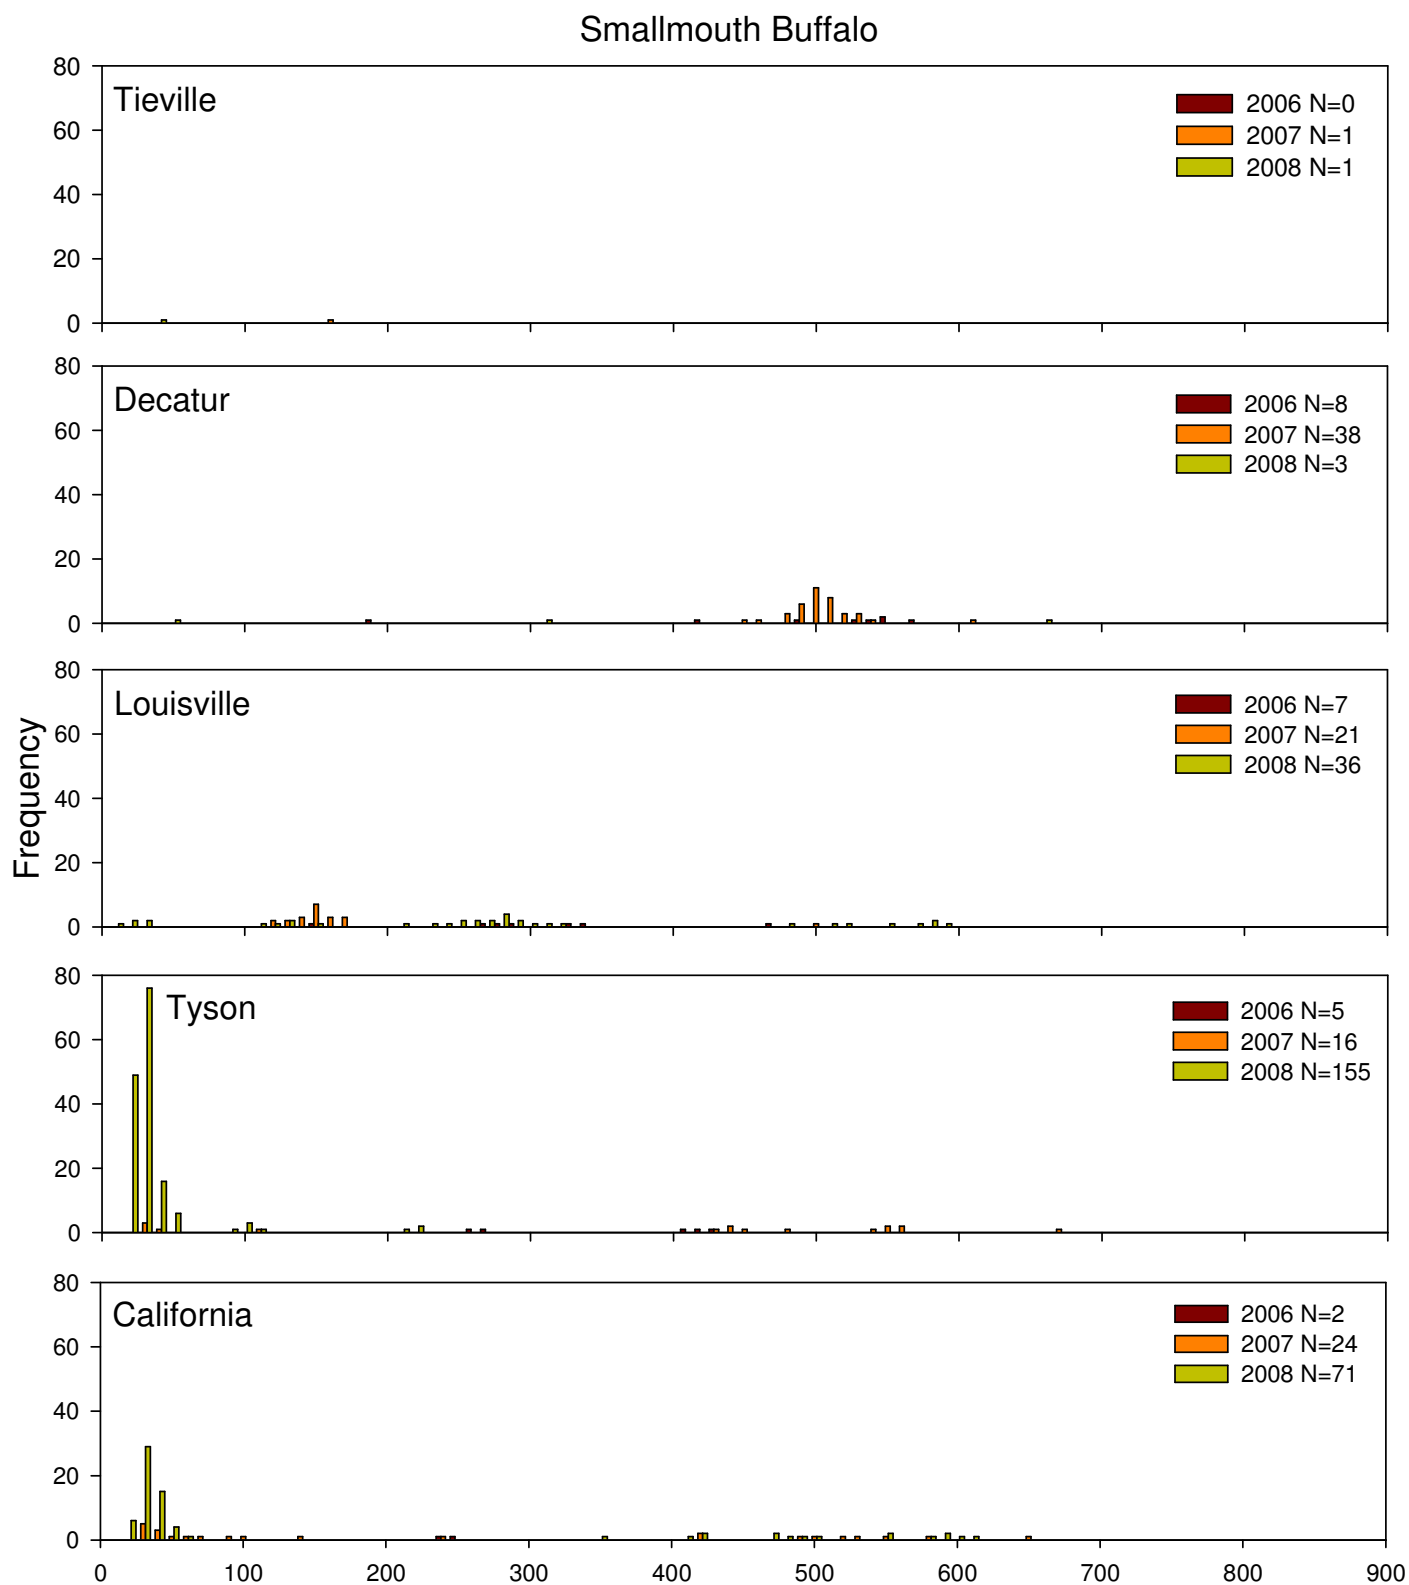 Smallmouth Buffalo
80
Tieville
2006 N=0
60
2007 N=1
2008 N=1
40
20
0
80
Decatur
2006 N=8
60
2007 N=38
2008 N=3
40
20
0
80
Louisville
2006 N=7
60
2007 N=21
2008 N=36
Frequency
40
20
0
80
Tyson
2006 N=5
60
2007 N=16
2008 N=155
40
20
0
80
California
2006 N=2
60
2007 N=24
2008 N=71
40
20
0
0 100 200 300 400 500 600 700 800 900